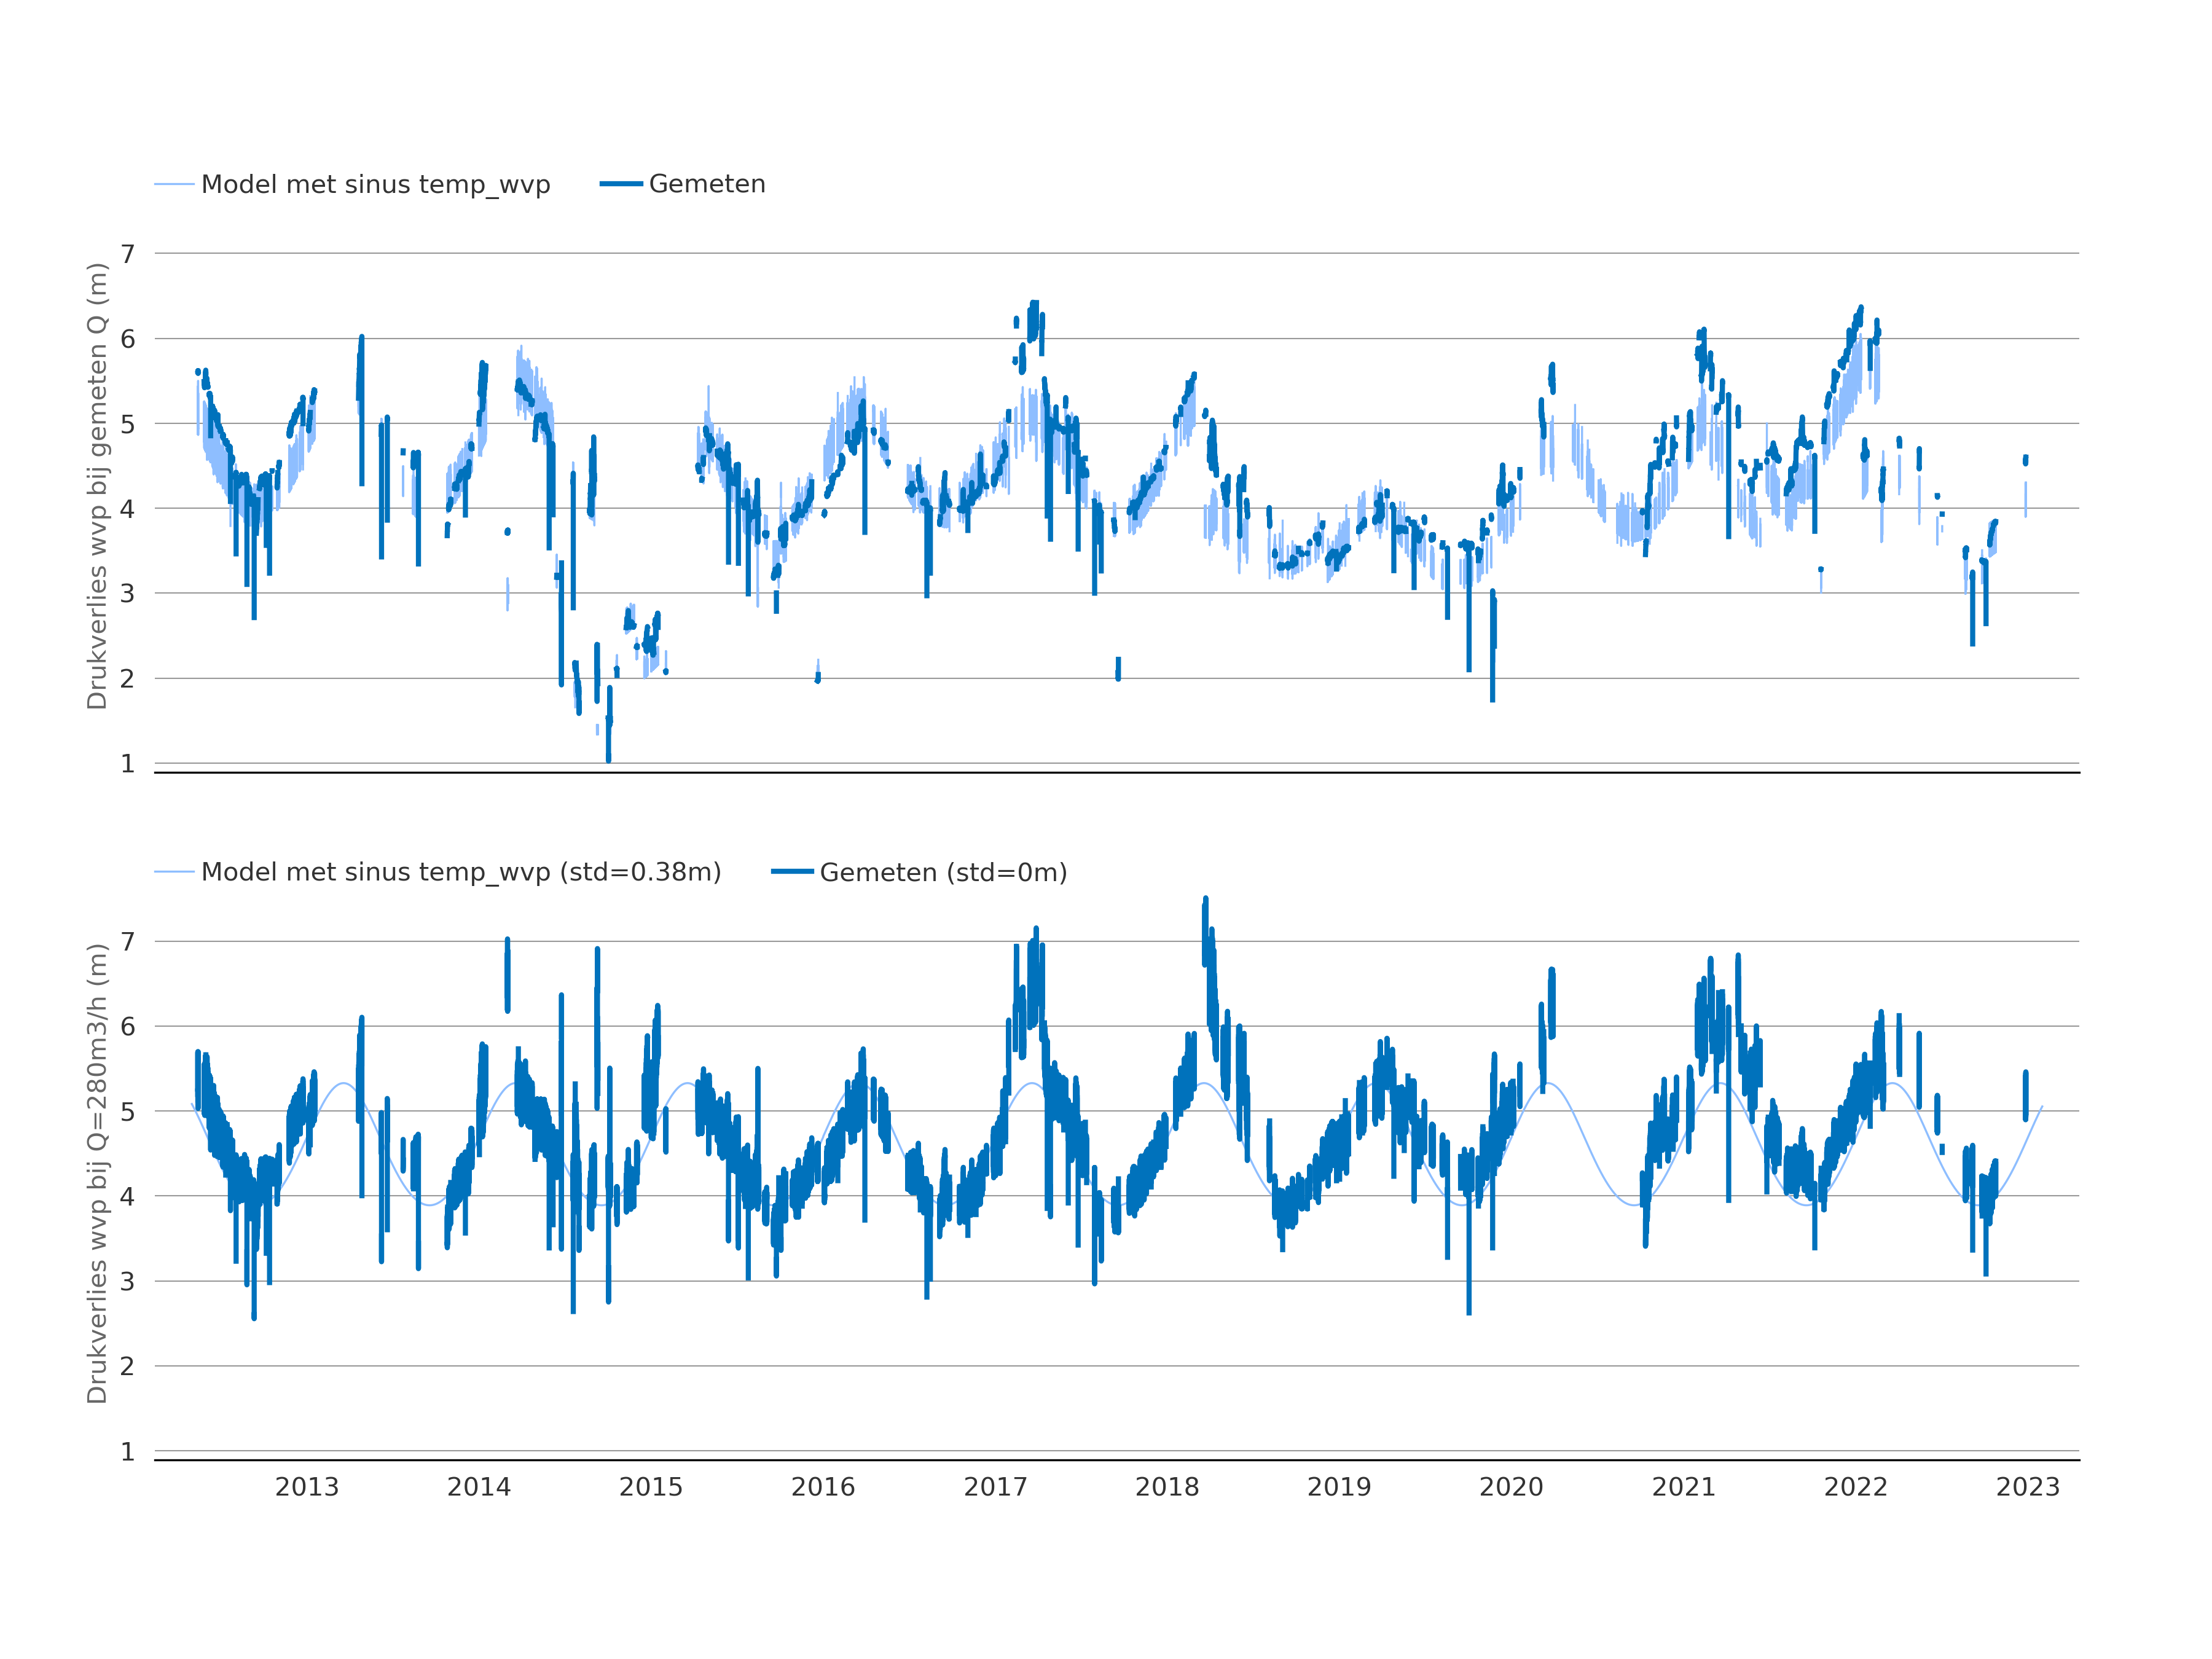 Model met sinus temp_wvp Gemeten
Drukverlies wvp bij gemeten Q (m)
7
6
5
4
3
2
1
Model met sinus temp_wvp (std=0.38m) Gemeten (std=0m)
Drukverlies wvp bij Q=280m3/h (m)
7
6
5
4
3
2
1
2013 2014 2015 2016 2017 2018 2019 2020 2021 2022 2023